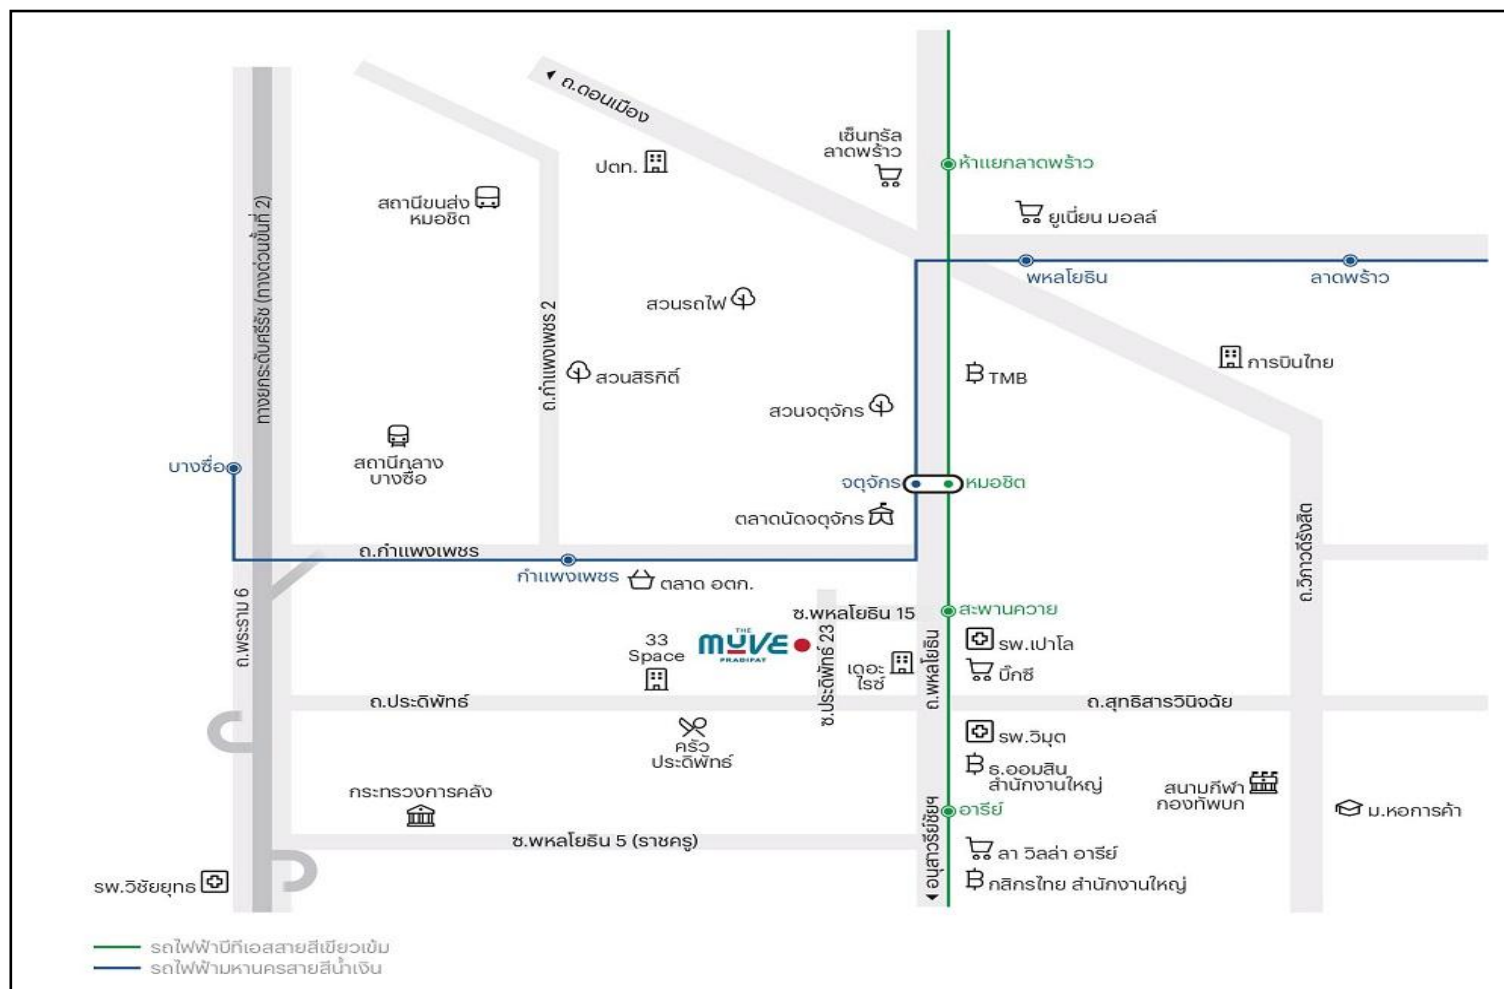 ถ.ดอนเมือง
เซ็นทรัล
ลาดพร้าว
ห้าแยกลาดพร้าว
ปตท.
สถานีขนส่ง
หมอชิต
ยูเนี่ยน มอลล์
ทางยกระดับศรีรัช (ทางด่วนขั้นที่ 2)
พหลโยธิน
ลาดพร้าว
สวนรถไฟ
ถ.กำแพงเพชร 2
สวนสิริกิติ์
TMB
การบินไทย
สวนจตุจักร
บางซื่อ
สถานีกลาง
บางซื่อ
จตุจักร
หมอชิต
ตลาดนัดจตุจักร
ถ.วิภาวดีรังสิต
ถ.กำแพงเพชร
กำแพงเพชร
ตลาด อตก.
ถ.พระราม 6
ซ.พหลโยธิน 15
สะพานควาย
33
Space
THE
MUVE
PRADIPAT
ซ.ประดิพัทธ์ 23
เดอะ
ไรซ์
ถ.พหลโยธิน
รพ.เปาโล
บิ๊กซี
ถ.ประดิพัทธ์
ถ.สุทธิสารวินิจฉัย
ครัว
ประดิพัทธ์
รพ.วิมุต
ธ.ออมสิน
สำนักงานใหญ่
สนามกีฬา
กองทัพบก
กระทรวงการคลัง
อารีย์
ม.หอการค้า
ซ.พหลโยธิน 5 (ราชครู)
อนุสาวรีย์ชัยฯ
ลา วิลล่า อารีย์
กสิกรไทย สำนักงานใหญ่
รพ.วิชัยยุทธ
รถไฟฟ้าบีทีเอสสายสีเขียวเข้ม
รถไฟฟ้ามหานครสายสีน้ำเงิน